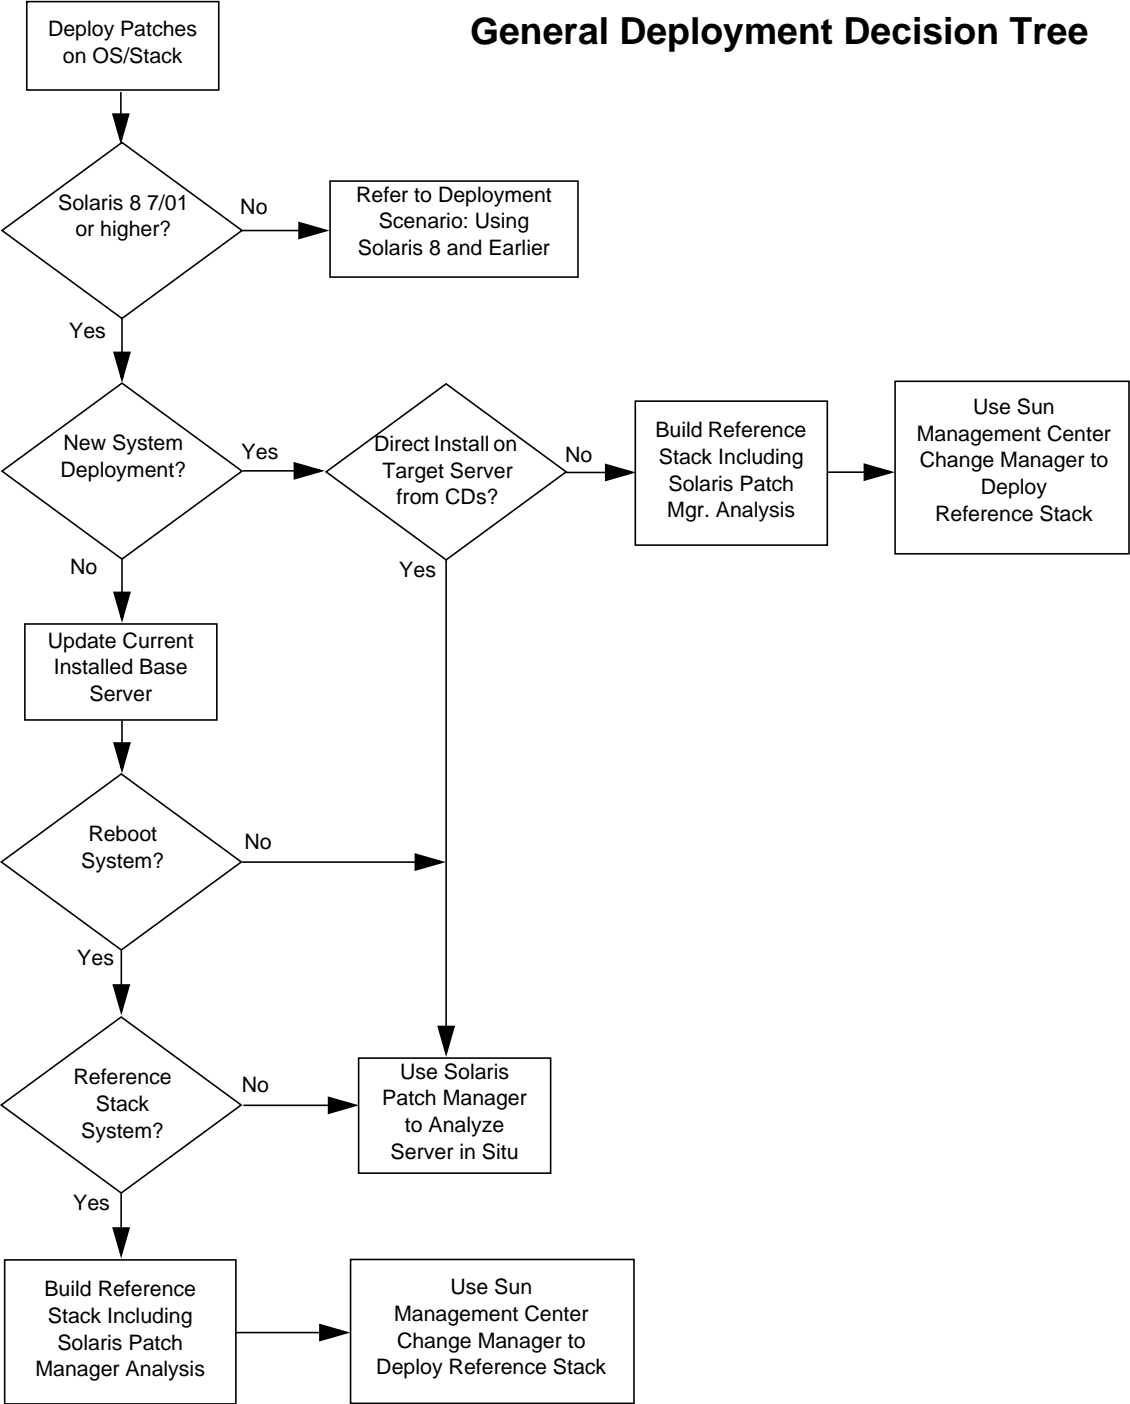 General Deployment Decision Tree
Deploy Patches
on OS/Stack
Solaris 8 7/01
or higher?
No
Refer to Deployment
Scenario: Using
Solaris 8 and Earlier
Yes
New System
Deployment?
Yes
Direct Install on
Target Server
from CDs?
No
Build Reference
Stack Including
Solaris Patch
Mgr. Analysis
Use Sun
Management Center
Change Manager to
Deploy
Reference Stack
No
Yes
Update Current
Installed Base
Server
Reboot
System?
No
Yes
Reference
Stack
System?
No
Use Solaris
Patch Manager
to Analyze
Server in Situ
Yes
Build Reference
Stack Including
Solaris Patch
Manager Analysis
Use Sun
Management Center
Change Manager to
Deploy Reference Stack